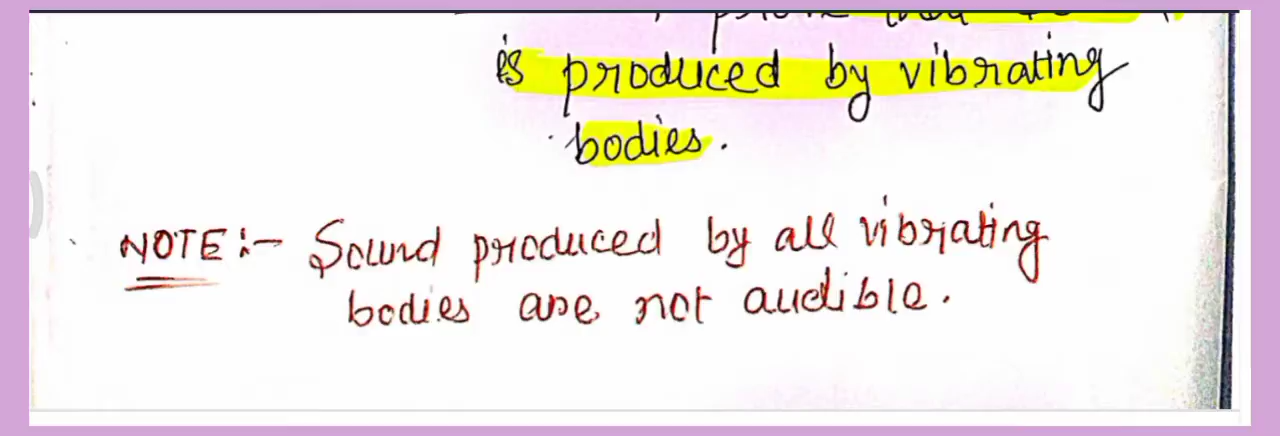 is produced by vibrating
bodies.
NOTE:- Sound produced by all vibrating
bodies are not audible.